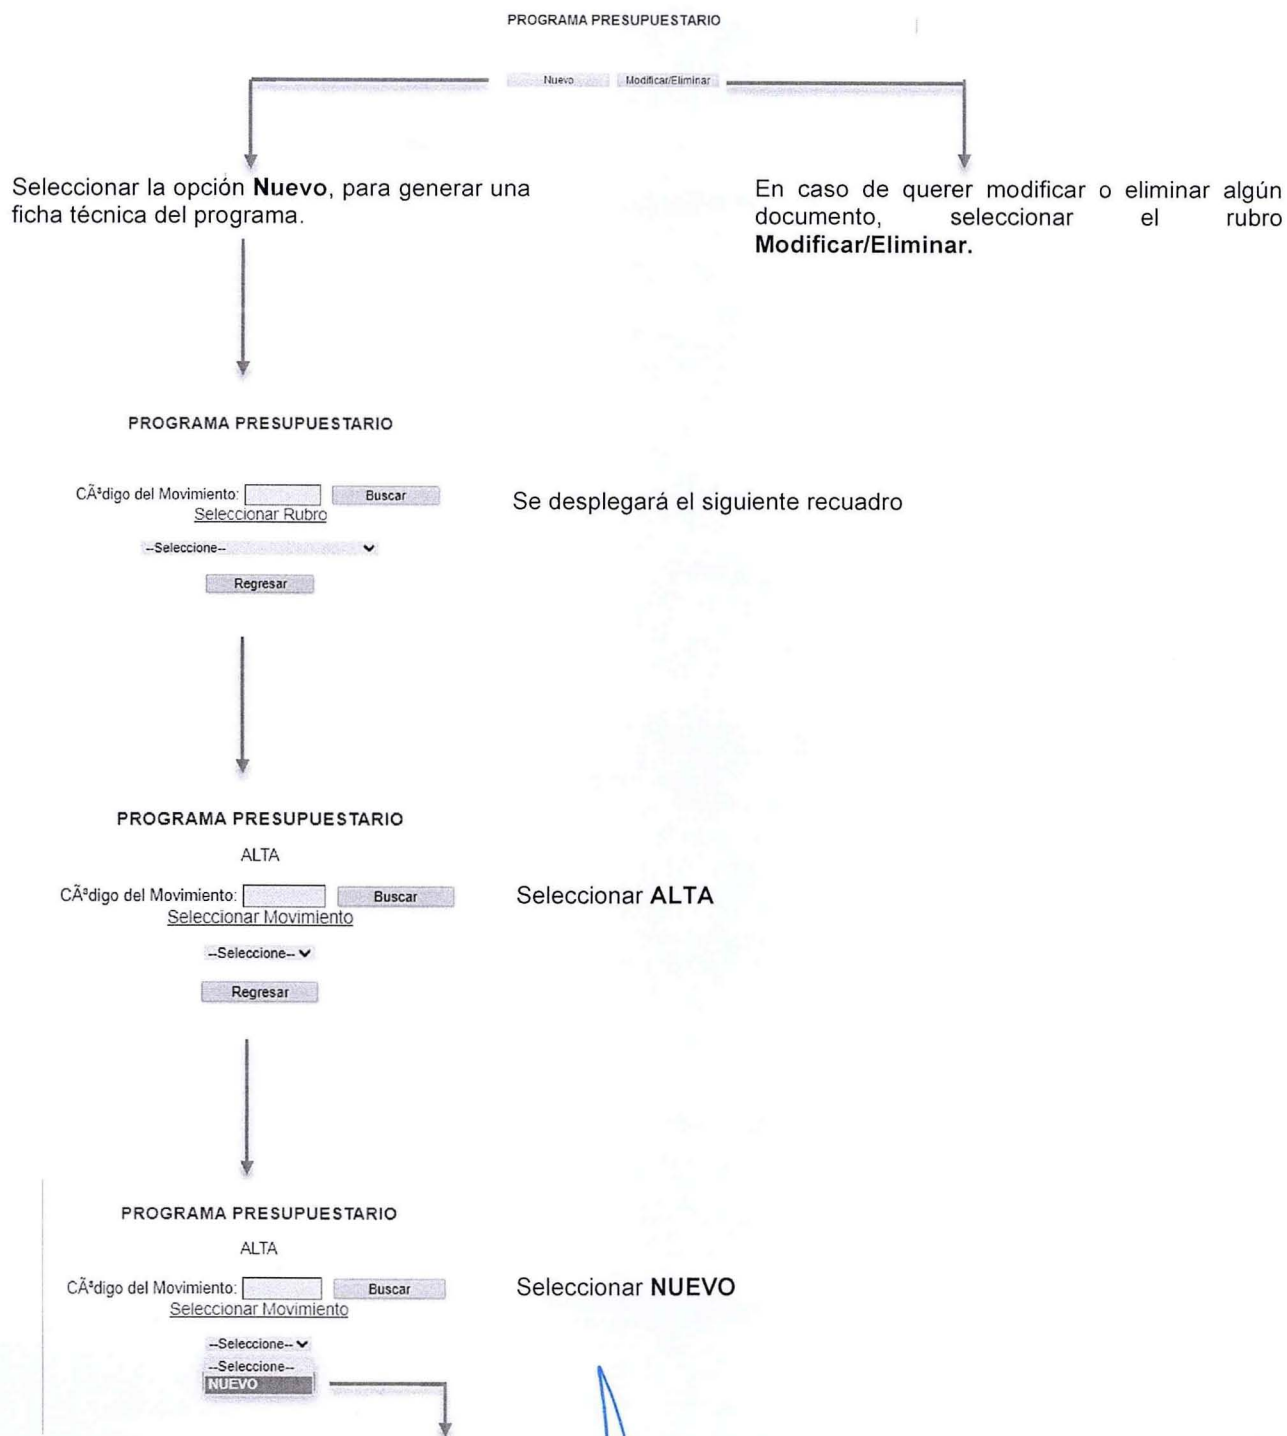 PROGRAMA PRESUPUESTARIO
Nuevo Modificar/Eliminar
Seleccionar la opción Nuevo, para generar una
ficha técnica del programa.
En caso de querer modificar o eliminar algún
documento, seleccionar el rubro
Modificar/Eliminar.
PROGRAMA PRESUPUESTARIO
CÃ³digo del Movimiento: Buscar
Seleccionar Rubro
--Seleccione--
Regresar
Se desplegará el siguiente recuadro
PROGRAMA PRESUPUESTARIO
ALTA
CÃ³digo del Movimiento: Buscar
Seleccionar Movimiento
--Seleccione--
Regresar
Seleccionar ALTA
PROGRAMA PRESUPUESTARIO
ALTA
CÃ³digo del Movimiento: Buscar
Seleccionar Movimiento
--Seleccione--
--Seleccione--
NUEVO
Seleccionar NUEVO